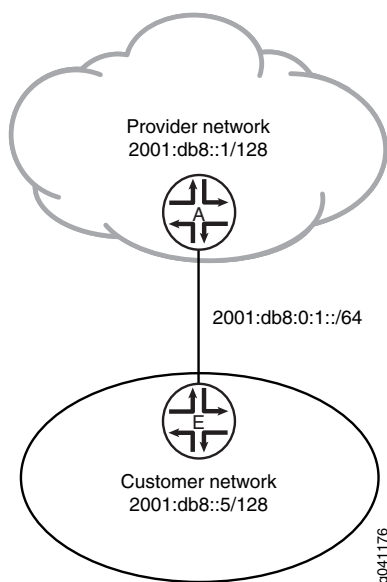 Provider network
2001:db8::1/128
A
2001:db8:0:1::/64
E
Customer network
2001:db8::5/128
g041176